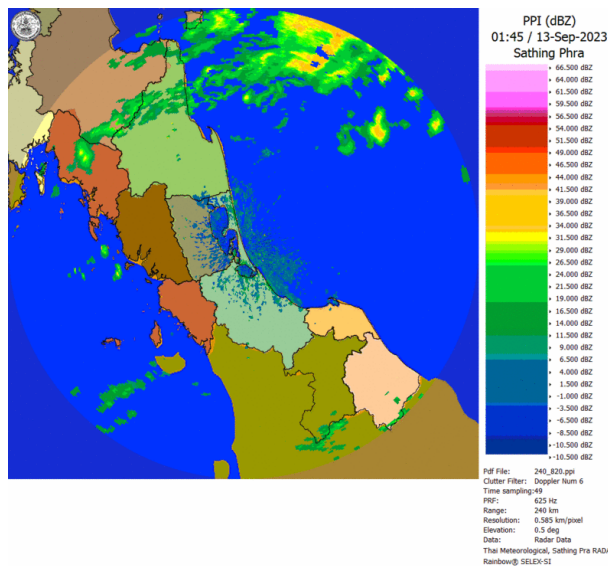 PPI (dBZ)
01:45 / 13-Sep-2023
Sathing Phra
66.500 dBZ
64.000 dBZ
61.500 dBZ
59.500 dBZ
56.500 dBZ
54.000 dBZ
51.500 dBZ
49.000 dBZ
46.500 dBZ
44.000 dBZ
41.500 dBZ
39.000 dBZ
36.500 dBZ
34.000 dBZ
31.500 dBZ
29.000 dBZ
26.500 dBZ
24.000 dBZ
21.500 dBZ
19.000 dBZ
16.500 dBZ
14.000 dBZ
11.500 dBZ
9.000 dBZ
6.500 dBZ
4.000 dBZ
1.500 dBZ
-1.000 dBZ
-3.500 dBZ
-6.500 dBZ
-8.500 dBZ
-10.500 dBZ
-10.500 dBZ
Pdf File: 240_820.ppi
Clutter Filter: Doppler Num 6
Time sampling:49
PRF: 625 Hz
Range: 240 km
Resolution: 0.585 km/pixel
Elevation: 0.5 deg
Data: Radar Data
Thai Meteorological, Sathing Pra RADA
Rainbow® SELEX-SI